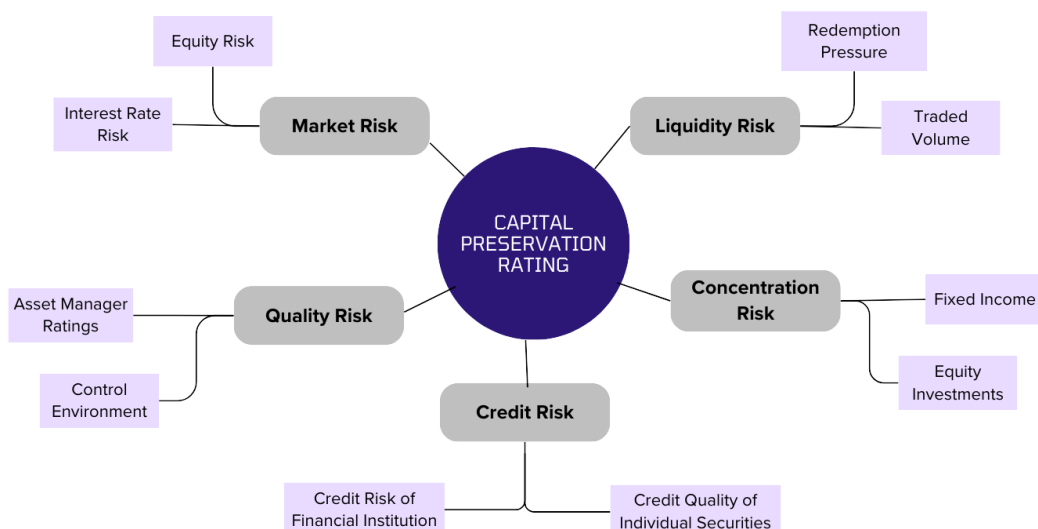 Equity Risk
Interest Rate
Risk
Market Risk
Redemption
Pressure
Liquidity Risk
Traded
Volume
CAPITAL
PRESERVATION
RATING
Asset Manager
Ratings
Quality Risk
Control
Environment
Concentration
Risk
Fixed Income
Equity
Investments
Credit Risk
Credit Risk of
Financial Institution
Credit Quality of
Individual Securities